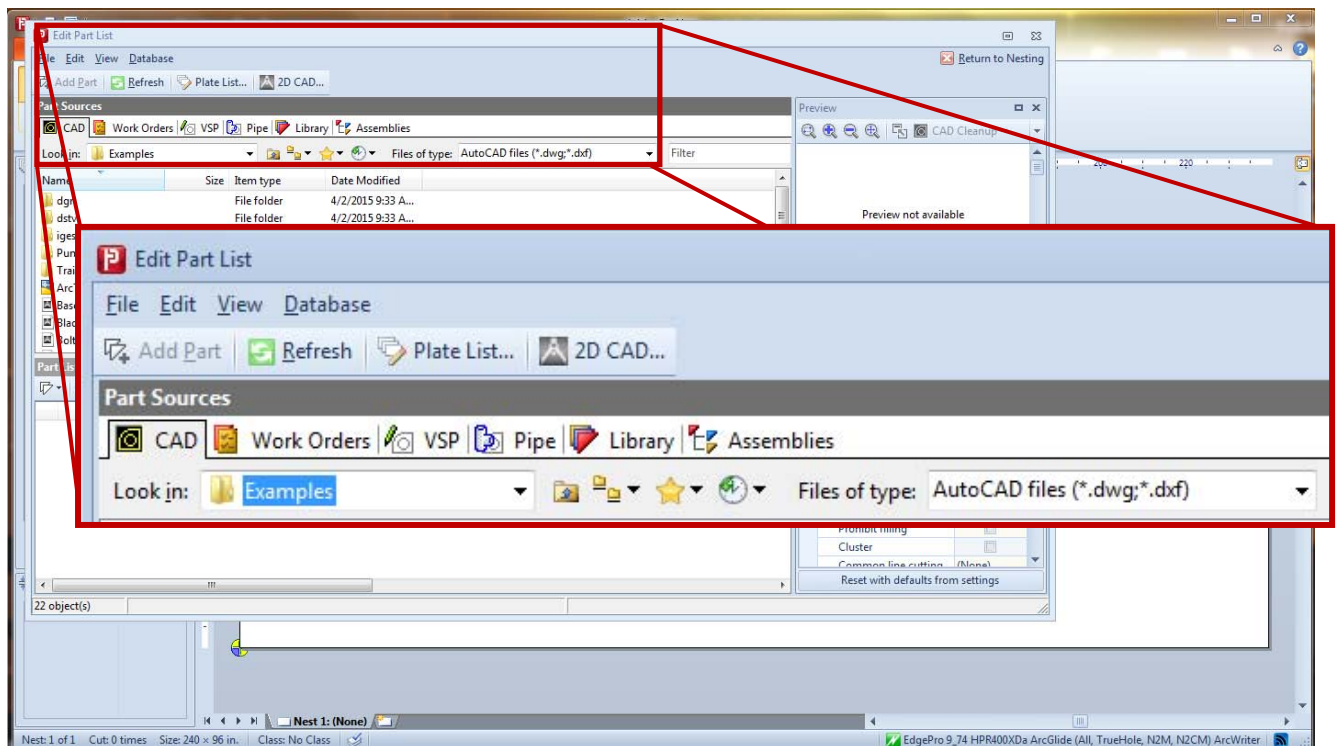 Edit Part List
File Edit View Database
Return to Nesting
Add Part Refresh Plate List... 2D CAD...
Part Sources
Preview
CAD Work Orders VSP Pipe Library Assemblies
CAD Cleanup
Look in: Examples Files of type: AutoCAD files (*.dwg;*.dxf) Filter
220
Name Size Item type Date Modified
File folder 4/2/2015 9:33 A...
dstv File folder 4/2/2015 9:33 A...
Preview not available
iges
Edit Part List
File Edit View Database
Add Part Refresh Plate List... 2D CAD...
Part Sources
CAD Work Orders VSP Pipe Library Assemblies
Look in: Examples Files of type: AutoCAD files (*.dwg;*.dxf)
Prohibit filling
Cluster
Common line cutting (None)
Reset with defaults from settings
22 object(s)
Nest 1: (None)
Nest: 1 of 1 Cut: 0 times Size: 240 × 96 in. Class: No Class EdgePro 9_74 HPR400XDa ArcGlide (All, TrueHole, N2M, N2CM) ArcWriter